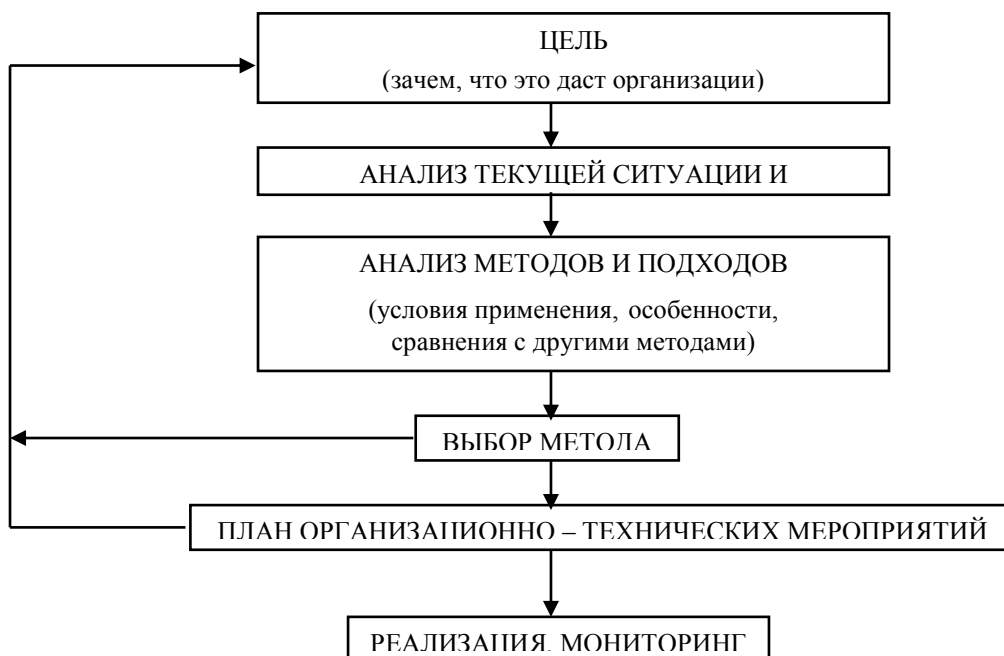 ЦЕЛЬ
(зачем, что это даст организации)
АНАЛИЗ ТЕКУЩЕЙ СИТУАЦИИ И
АНАЛИЗ МЕТОДОВ И ПОДХОДОВ
(условия применения, особенности,
сравнения с другими методами)
ВЫБОР МЕТОДА
ПЛАН ОРГАНИЗАЦИОННО – ТЕХНИЧЕСКИХ МЕРОПРИЯТИЙ
РЕАЛИЗАЦИЯ, МОНИТОРИНГ